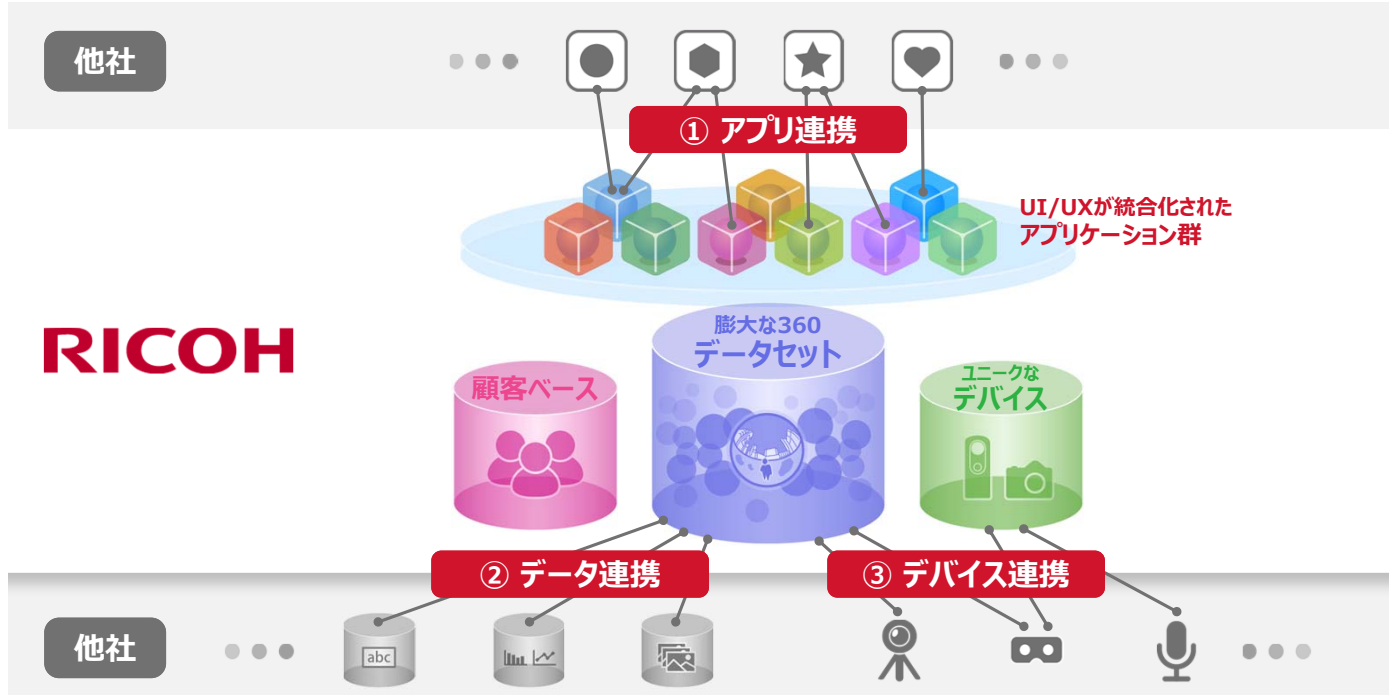 他社
① アプリ連携
UI/UXが統合化された
アプリケーション群
RICOH
膨大な360
データセット
顧客ベース
ユニークな
デバイス
② データ連携
③ デバイス連携
他社
abc